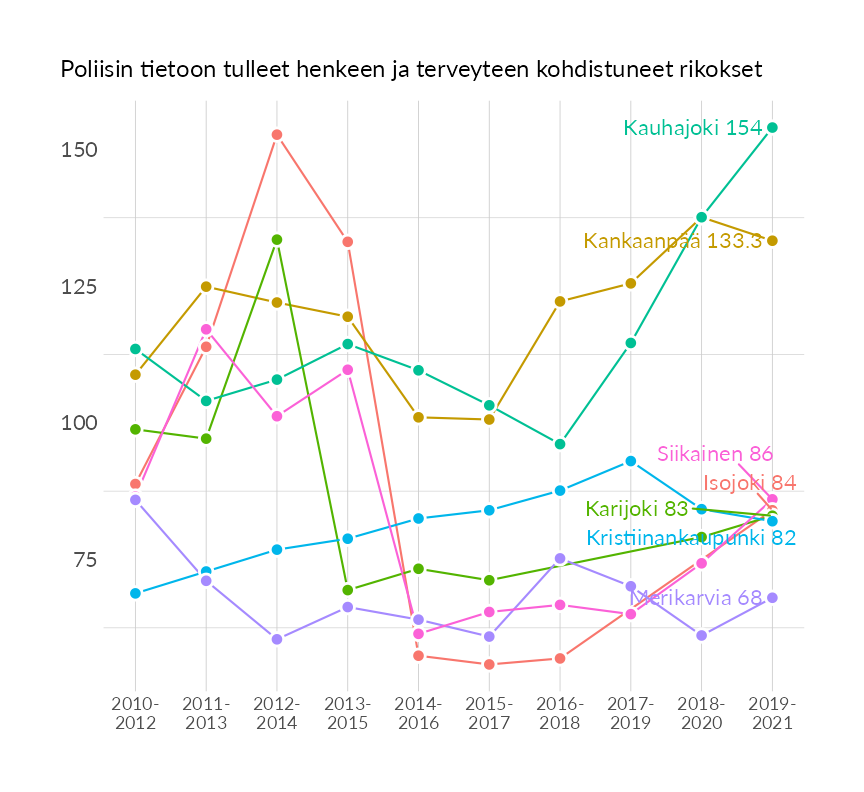 Poliisin tietoon tulleet henkeen ja terveyteen kohdistuneet rikokset
Kauhajoki 154
150
Kankaanpää 133.3
125
100
Siikainen 86
Isojoki 84
Karijoki 83
Kristiinankaupunki 82
75
Merikarvia 68
2010- 2011- 2012- 2013- 2014- 2015- 2016- 2017- 2018- 2019-
2012 2013 2014 2015 2016 2017 2018 2019 2020 2021